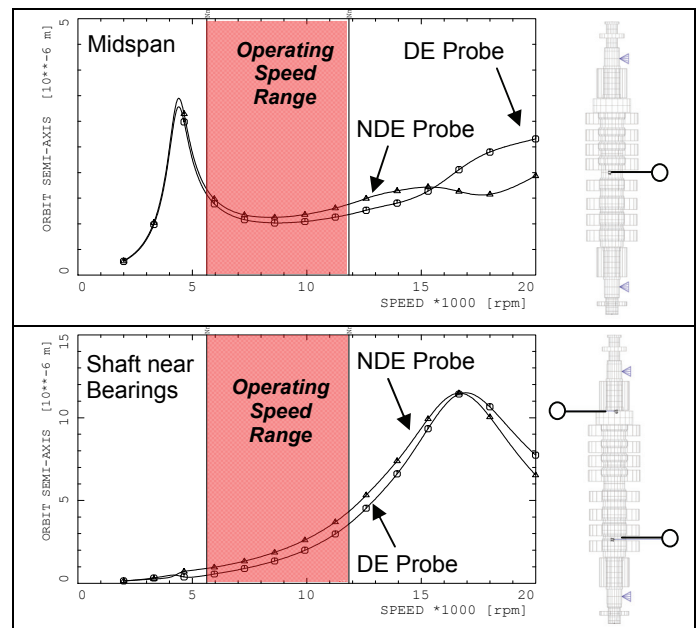 Midspan
Operating
Speed
Range
DE Probe
NDE Probe
ORBIT SEMI-AXIS [10**-6 m]
5
0
0 5 10 15 20
SPEED *1000 [rpm]
Shaft near
Bearings
Operating
Speed
Range
NDE Probe
DE Probe
ORBIT SEMI-AXIS [10**-6 m]
15
10
5
0
0 5 10 15 20
SPEED *1000 [rpm]